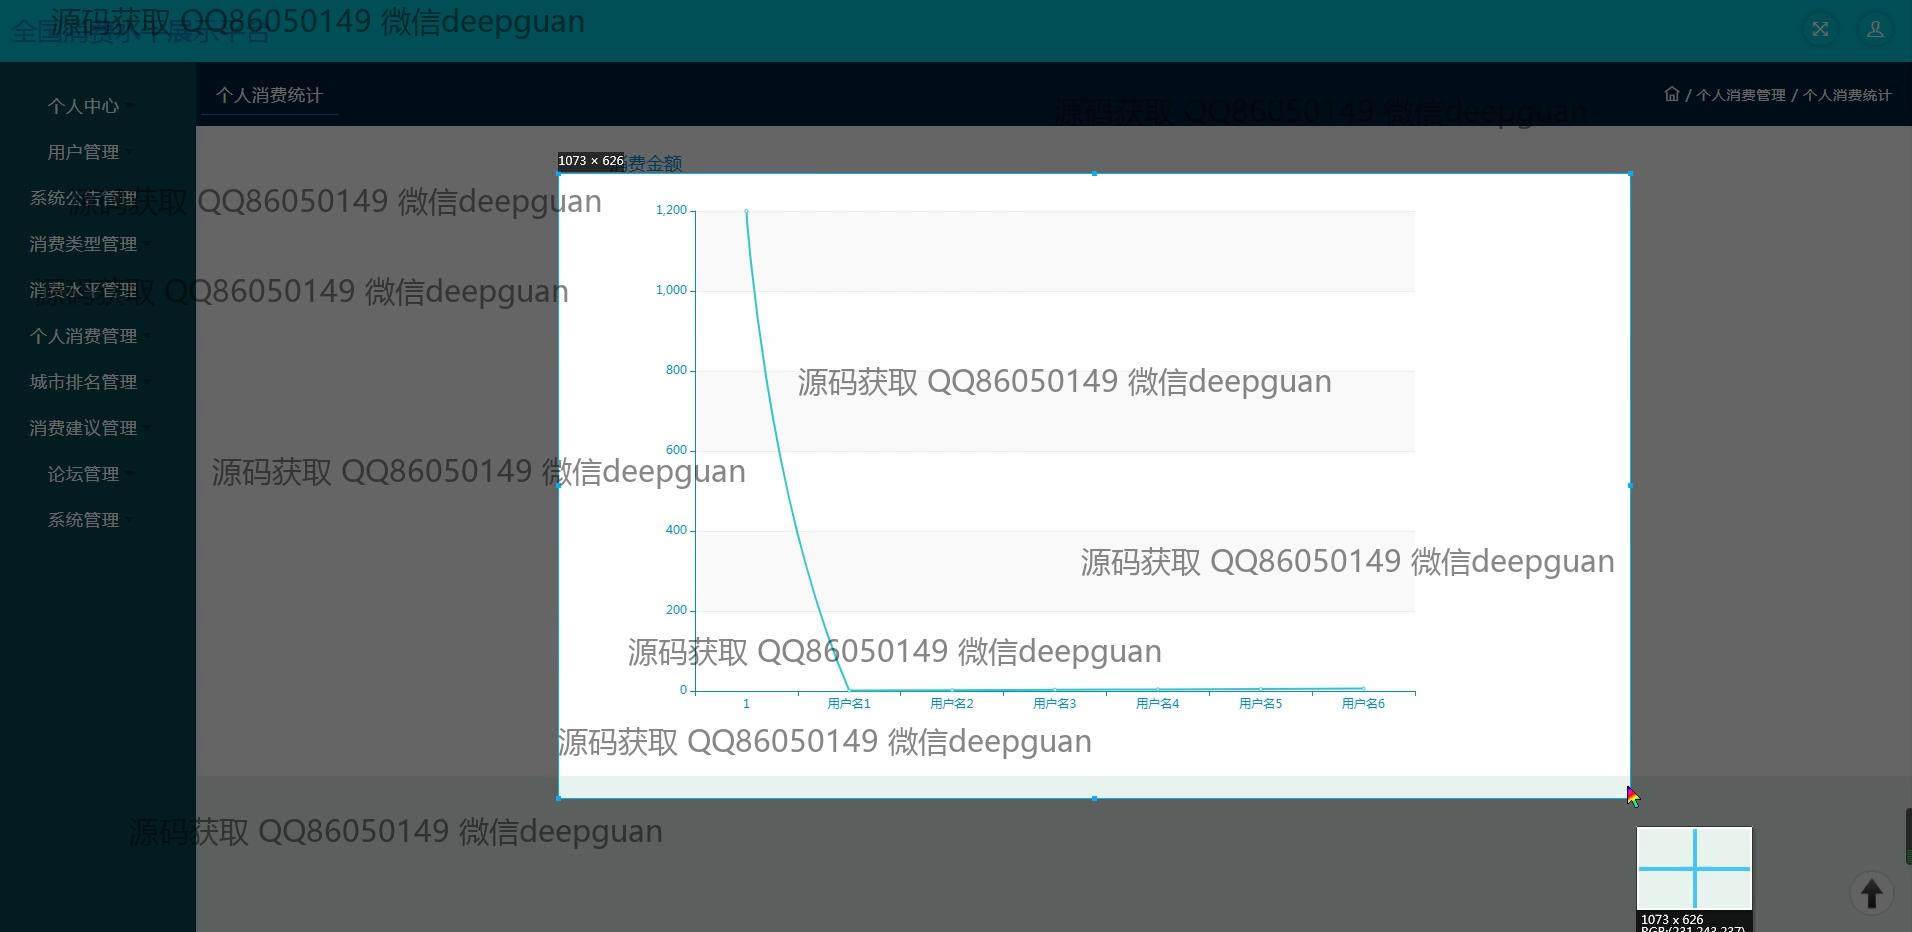 源码获取 QQ86050149 微信deepguan
全国消费水平展示平台
个人消费统计
/ 个人消费管理 / 个人消费统计
源码获取 QQ86050149 微信deepguan
个人中心
用户管理
系统公告管理
消费类型管理
消费水平管理
个人消费管理
城市排名管理
消费建议管理
论坛管理
系统管理
1073 × 626
消费金额
源码获取 QQ86050149 微信deepguan
1,200
1,000
源码获取 QQ86050149 微信deepguan
800
源码获取 QQ86050149 微信deepguan
600
源码获取 QQ86050149 微信deepguan
400
源码获取 QQ86050149 微信deepguan
200
源码获取 QQ86050149 微信deepguan
0
1 用户名1 用户名2 用户名3 用户名4 用户名5 用户名6
源码获取 QQ86050149 微信deepguan
源码获取 QQ86050149 微信deepguan
1073 x 626
RGB:(231,243,237)